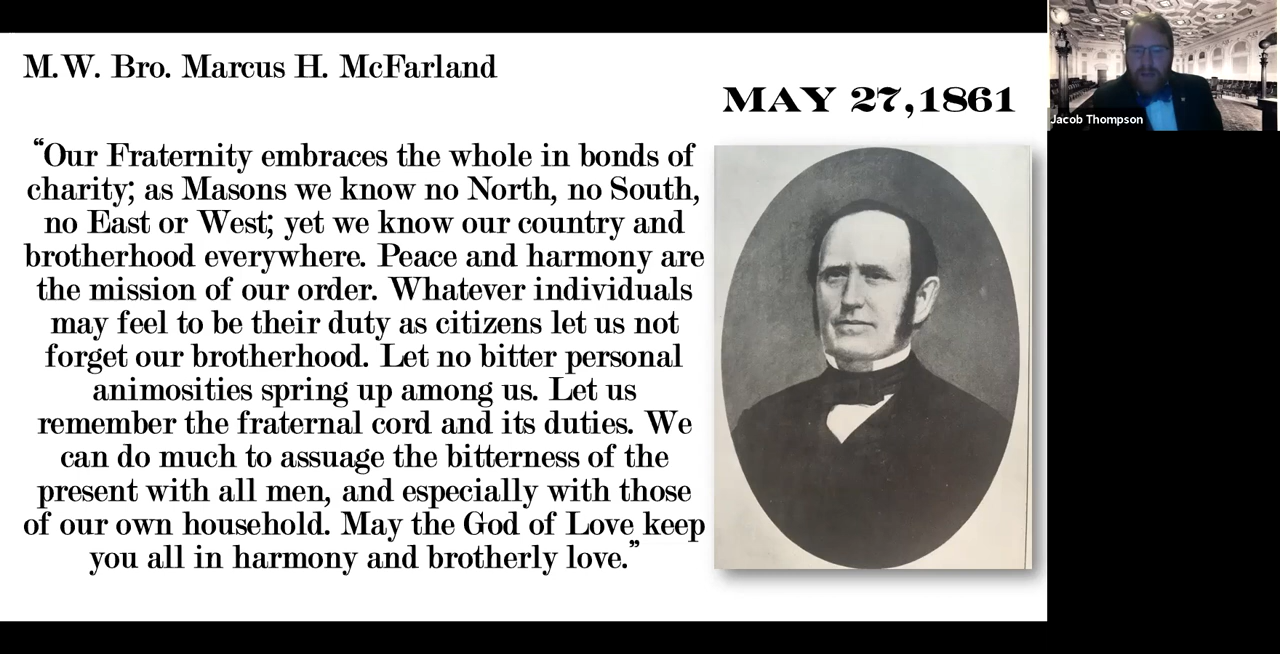 M.W. Bro. Marcus H. McFarland
MAY 27,1861
“Our Fraternity embraces the whole in bonds of
charity; as Masons we know no North, no South,
no East or West; yet we know our country and
brotherhood everywhere. Peace and harmony are
the mission of our order. Whatever individuals
may feel to be their duty as citizens let us not
forget our brotherhood. Let no bitter personal
animosities spring up among us. Let us
remember the fraternal cord and its duties. We
can do much to assuage the bitterness of the
present with all men, and especially with those
of our own household. May the God of Love keep
you all in harmony and brotherly love.”
Jacob Thompson